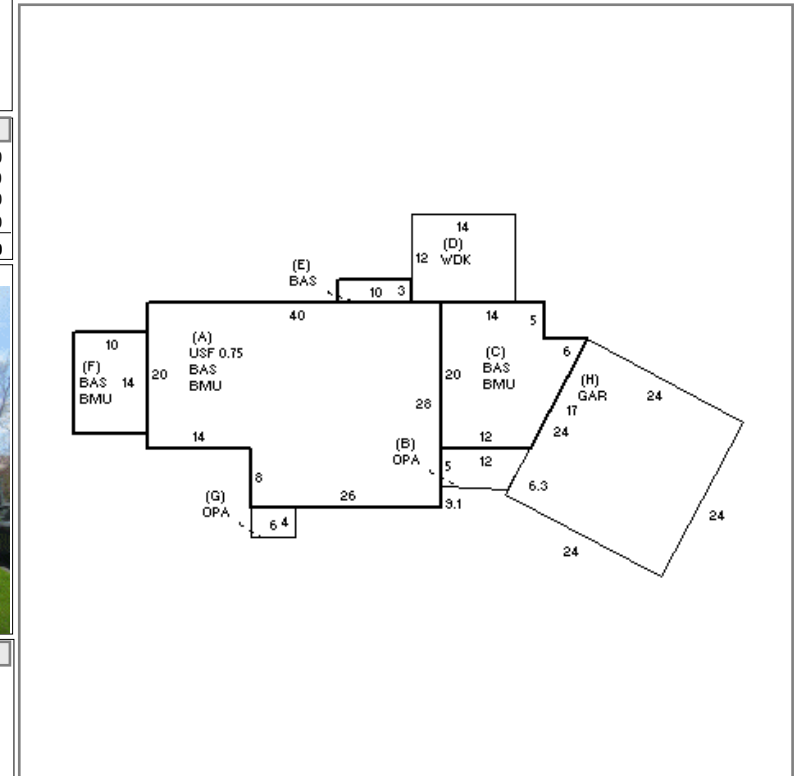 14
(D)
12 WDK
(E)
BAS
10 3
40
14 5
(A)
USF 0.75
BAS
BMU
10
(F)
BAS 14
BMU
20
(C)
BAS
BMU
20
6
(H)
GAR
24
17
24
28
14
12
(B)
OPA
12
5
8
26
9.1
6.3
(G)
OPA
6 4
24
24